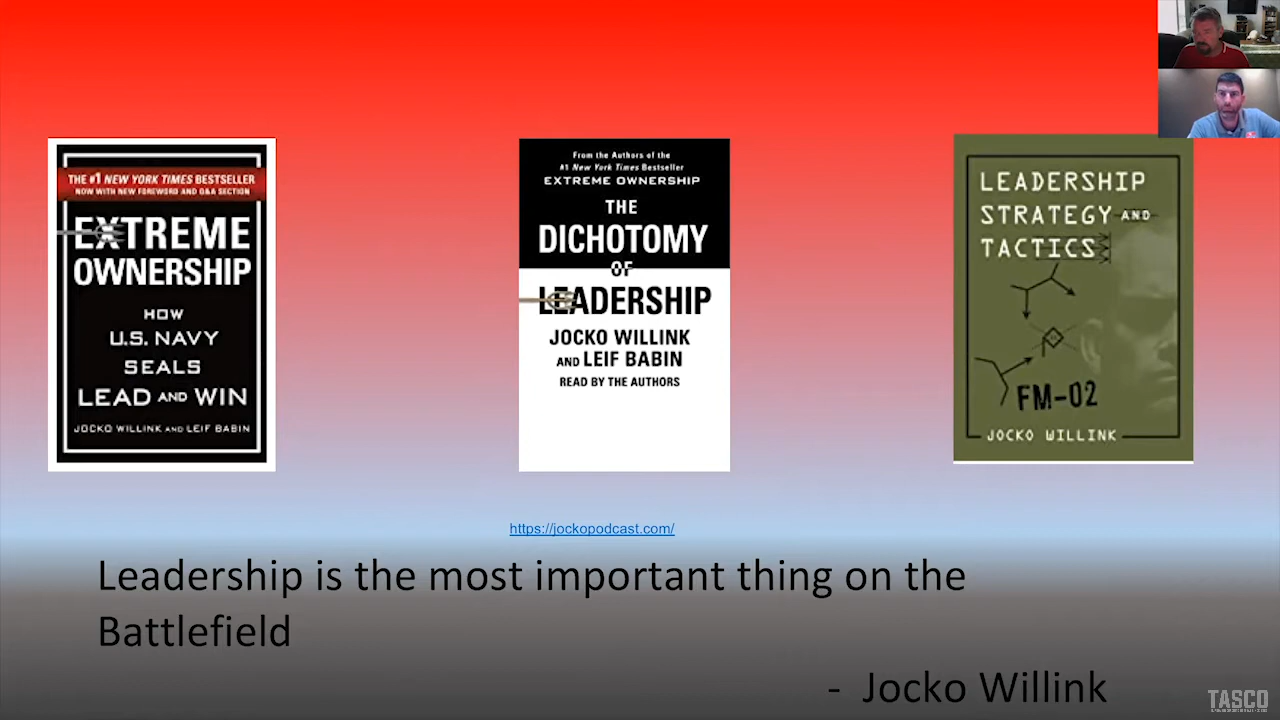 THE #1 NEW YORK TIMES BESTSELLER
NOW WITH NEW FOREWORD AND Q&A SECTION
EXTREME
OWNERSHIP
HOW
U.S. NAVY
SEALS
LEAD AND WIN
JOCKO WILLINK AND LEIF BABIN
From the Authors of the
#1 New York Times Bestseller
EXTREME OWNERSHIP
THE
DICHOTOMY
OF
LEADERSHIP
JOCKO WILLINK
AND LEIF BABIN
READ BY THE AUTHORS
LEADERSHIP
STRATEGY AND
TACTICS
FM-02
JOCKO WILLINK
https://jockopodcast.com/
Leadership is the most important thing on the
Battlefield
- Jocko Willink
TASCO